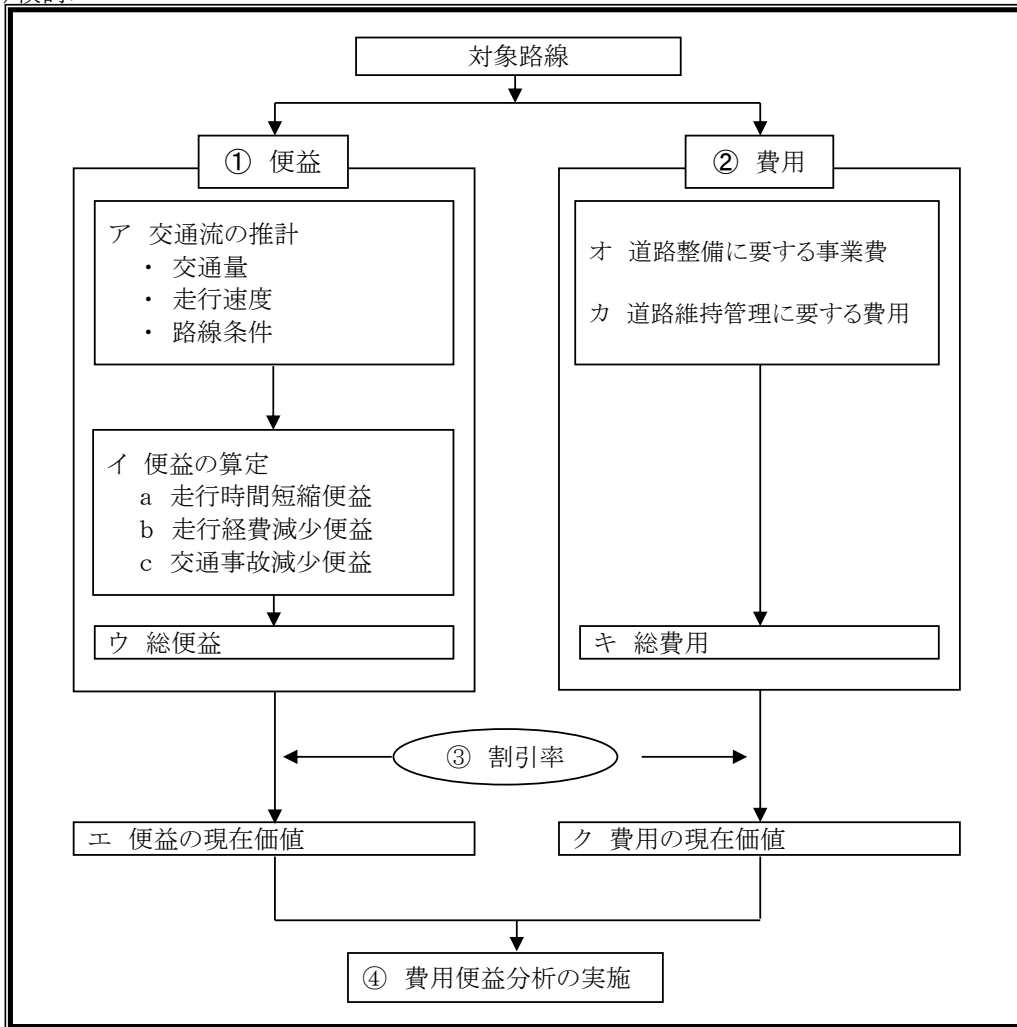 対象路線
① 便益
② 費用
ア 交通流の推計
・ 交通量
・ 走行速度
・ 路線条件
イ 便益の算定
a 走行時間短縮便益
b 走行経費減少便益
c 交通事故減少便益
ウ 総便益
オ 道路整備に要する事業費
カ 道路維持管理に要する費用
キ 総費用
③ 割引率
エ 便益の現在価値
ク 費用の現在価値
④ 費用便益分析の実施